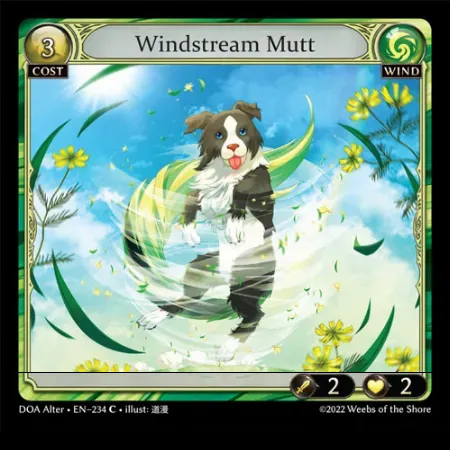 3
COST
Windstream Mutt
WIND
2
2
DOA Alter • EN-234 C • illust: 道漫
©2022 Weebs of the Shore